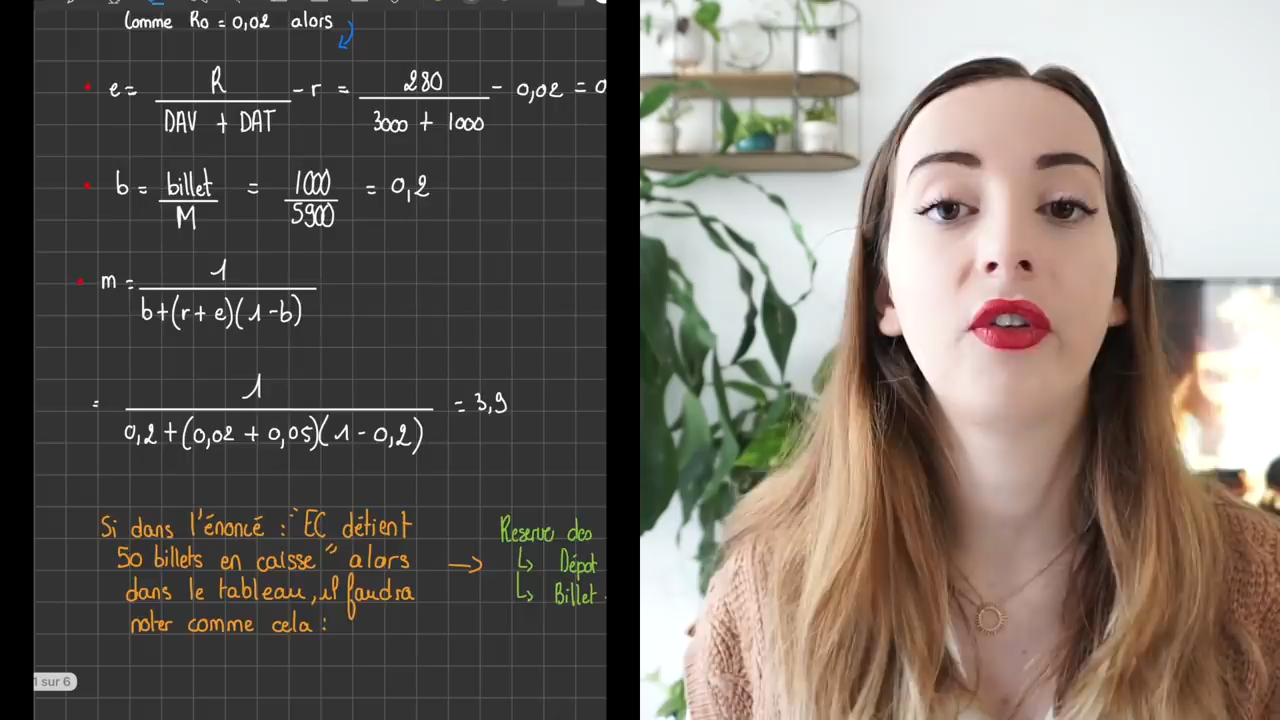 Comme Ro = 0,02 alors
e = R / DAV + DAT - r = 280 / 3000 + 1000 - 0,02 = 0
b = billet / M = 1000 / 5900 = 0,2
m = 1 / b+(r+e)(1-b)
= 1 / 0,2+(0,02 + 0,05)(1 - 0,2) = 3,9
Si dans l'énoncé : "EC détient
50 billets en caisse" alors
dans le tableau, il faudra
noter comme cela :
→ Reserve des
↳ Dépot
↳ Billet
1 sur 6